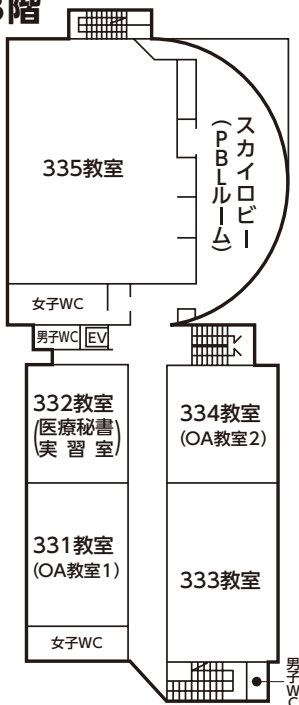 3階
335教室
スカイロビー
(PBLルーム)
女子WC
男子WC
EV
332教室
(医療秘書
実習室)
334教室
(OA教室2)
331教室
(OA教室1)
333教室
女子WC
男子WC